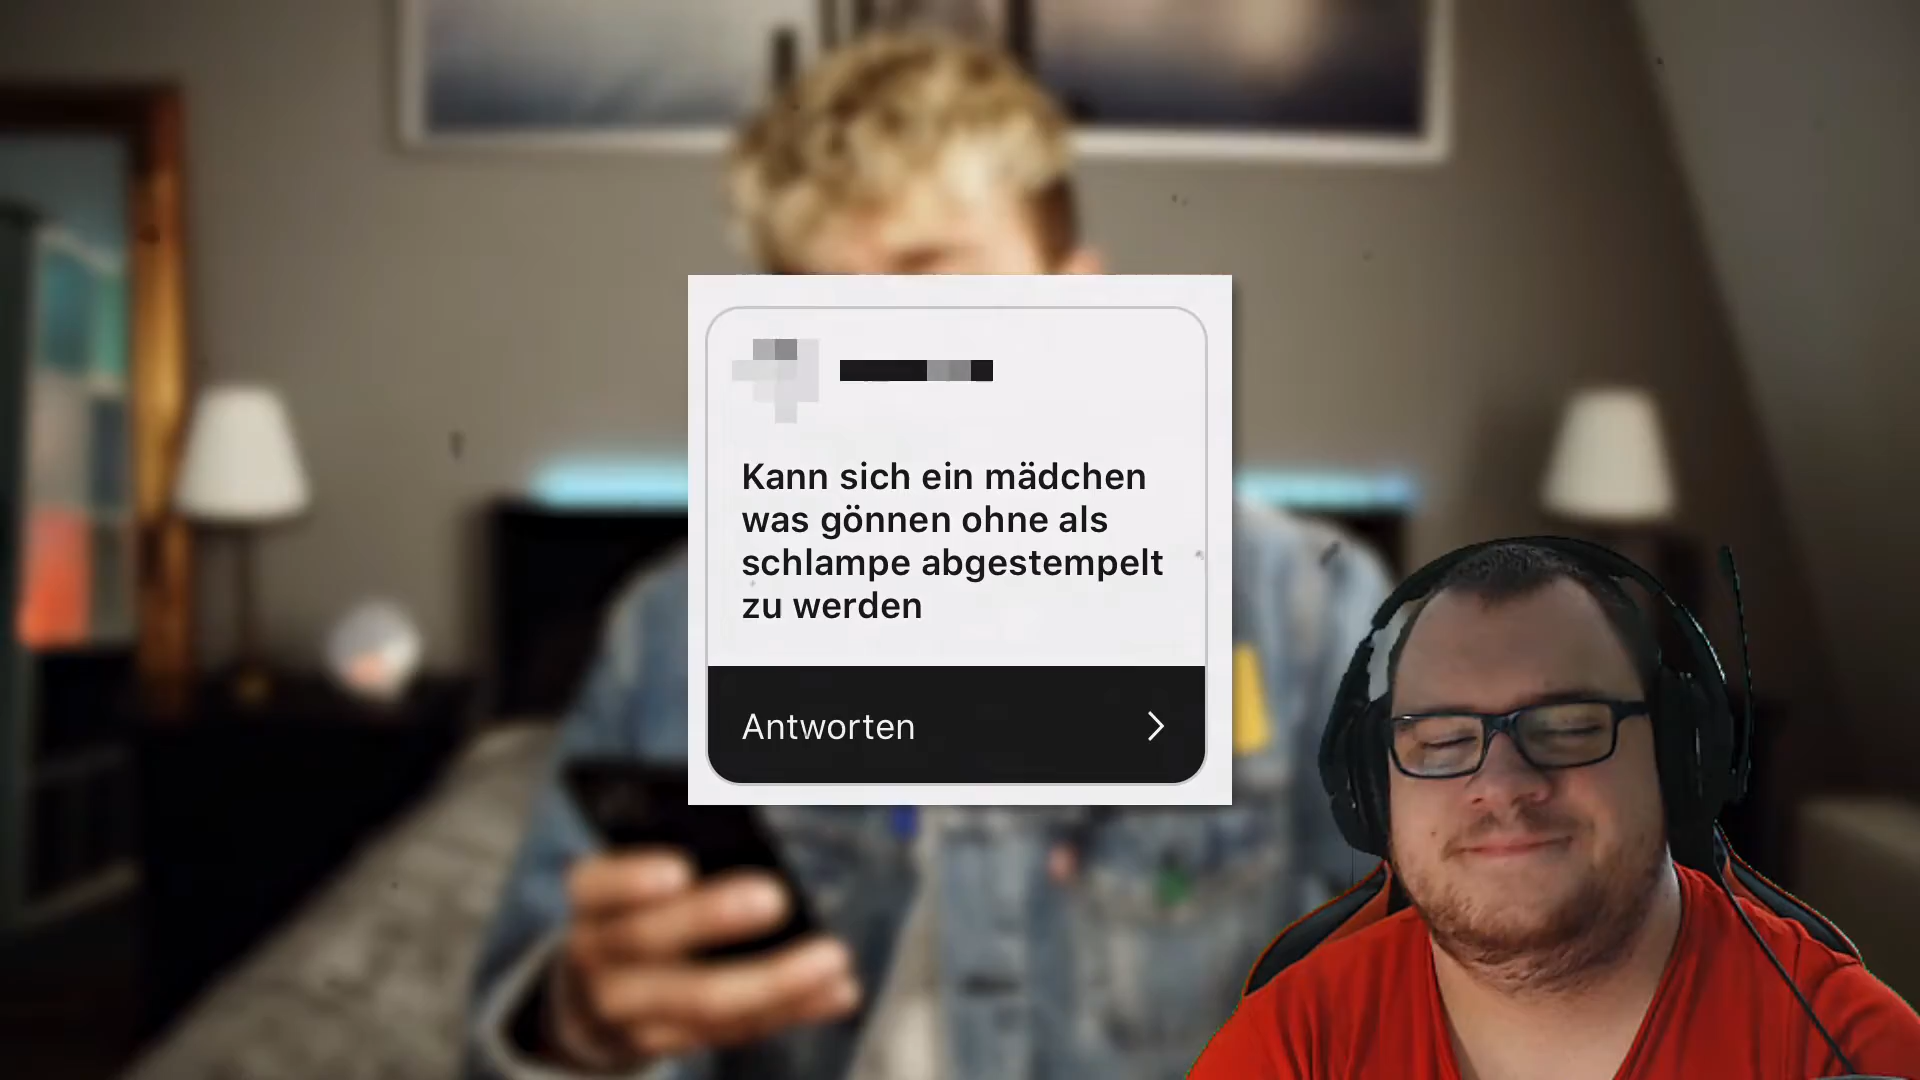 Kann sich ein mädchen
was gönnen ohne als
schlampe abgestempelt
zu werden
Antworten